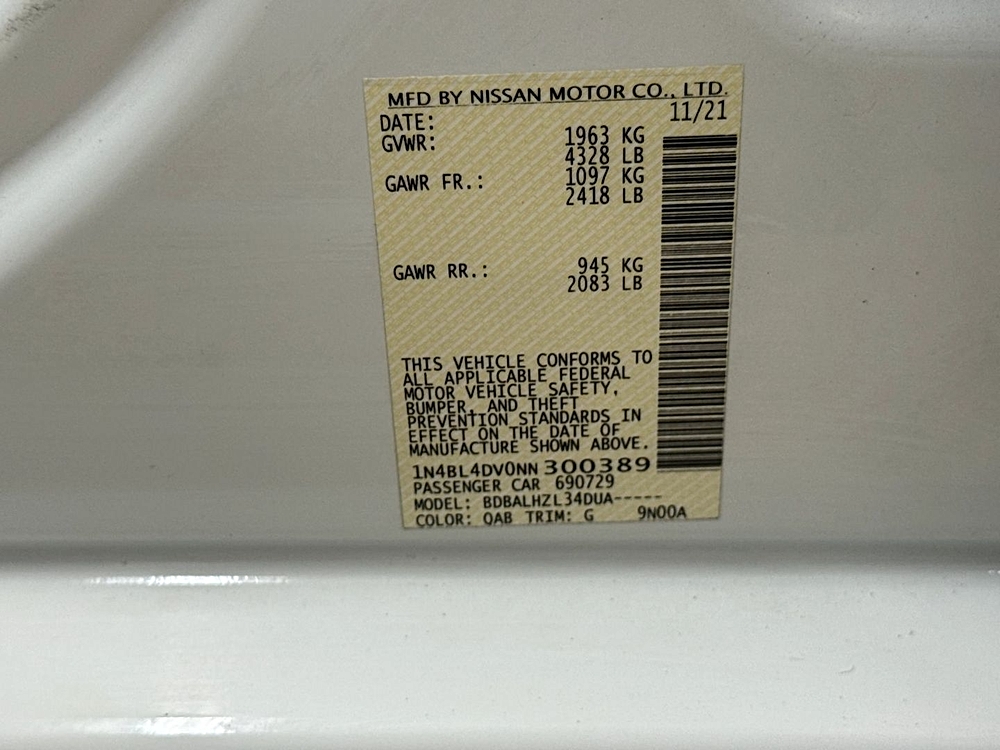 MFD BY NISSAN MOTOR CO., LTD.
DATE: 11/21
GVWR: 1963 KG
4328 LB
GAWR FR.: 1097 KG
2418 LB
GAWR RR.: 945 KG
2083 LB
THIS VEHICLE CONFORMS TO
ALL APPLICABLE FEDERAL
MOTOR VEHICLE SAFETY,
BUMPER, AND THEFT
PREVENTION STANDARDS IN
EFFECT ON THE DATE OF
MANUFACTURE SHOWN ABOVE.
1N4BL4DV0NN300389
PASSENGER CAR 690729
MODEL: BDBALHZL34DUA-----
COLOR: QAB TRIM: G 9N00A